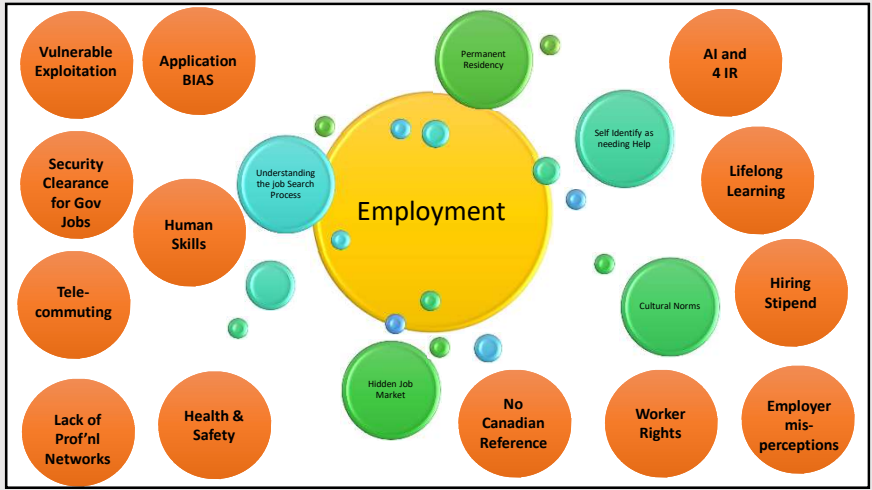 Vulnerable
Exploitation
Application
BIAS
Permanent
Residency
AI and
4 IR
Self Identify as
needing Help
Security
Clearance
for Gov
Jobs
Understanding
the job Search
Process
Lifelong
Learning
Human
Skills
Employment
Tele-
commuting
Hiring
Stipend
Cultural Norms
Hidden Job
Market
Lack of
Prof'nl
Networks
Health &
Safety
No
Canadian
Reference
Worker
Rights
Employer
mis-
perceptions